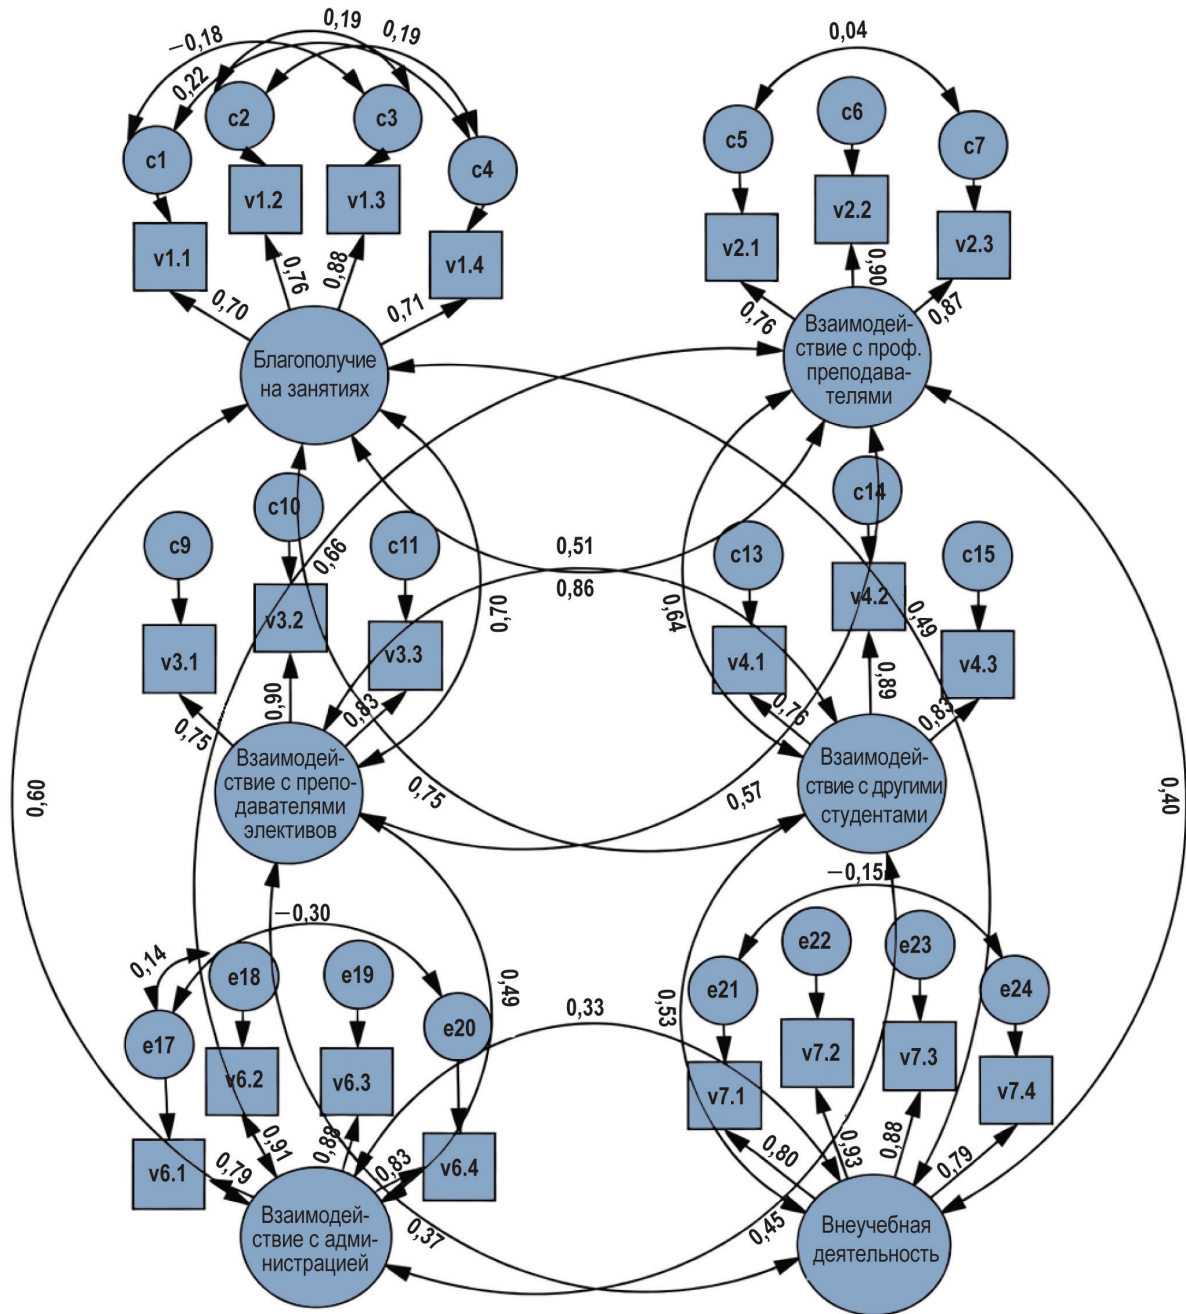 0,19
−0,18
0,19
0,04
0,22
c2
c3
c6
c1
c4
c5
c7
v1.2
v1.3
v2.2
v1.1
v1.4
v2.1
v2.3
0,76
0,88
0,90
0,70
0,71
0,76
0,87
Благополучие
на занятиях
Взаимодей-
ствие с проф.
преподава-
телями
c10
c14
c9
c11
c13
c15
0,66
0,51
0,86
v3.2
v4.2
0,70
0,64
0,49
v3.1
v3.3
v4.1
v4.3
0,90
0,83
0,75
0,76
0,89
0,83
Взаимодей-
ствие с препо-
давателями
элективов
Взаимодей-
ствие с другими
студентами
0,60
0,75
0,57
0,40
−0,30
−0,15
0,14
e18
e19
e22
e23
e17
e20
e21
e24
0,49
0,33
0,53
v6.2
v6.3
v7.2
v7.3
v7.1
v7.4
v6.1
v6.4
0,79
0,91
0,88
0,83
0,80
0,93
0,88
0,79
Взаимодей-
ствие с адми-
нистрацией
0,37
0,45
Внеучебная
деятельность